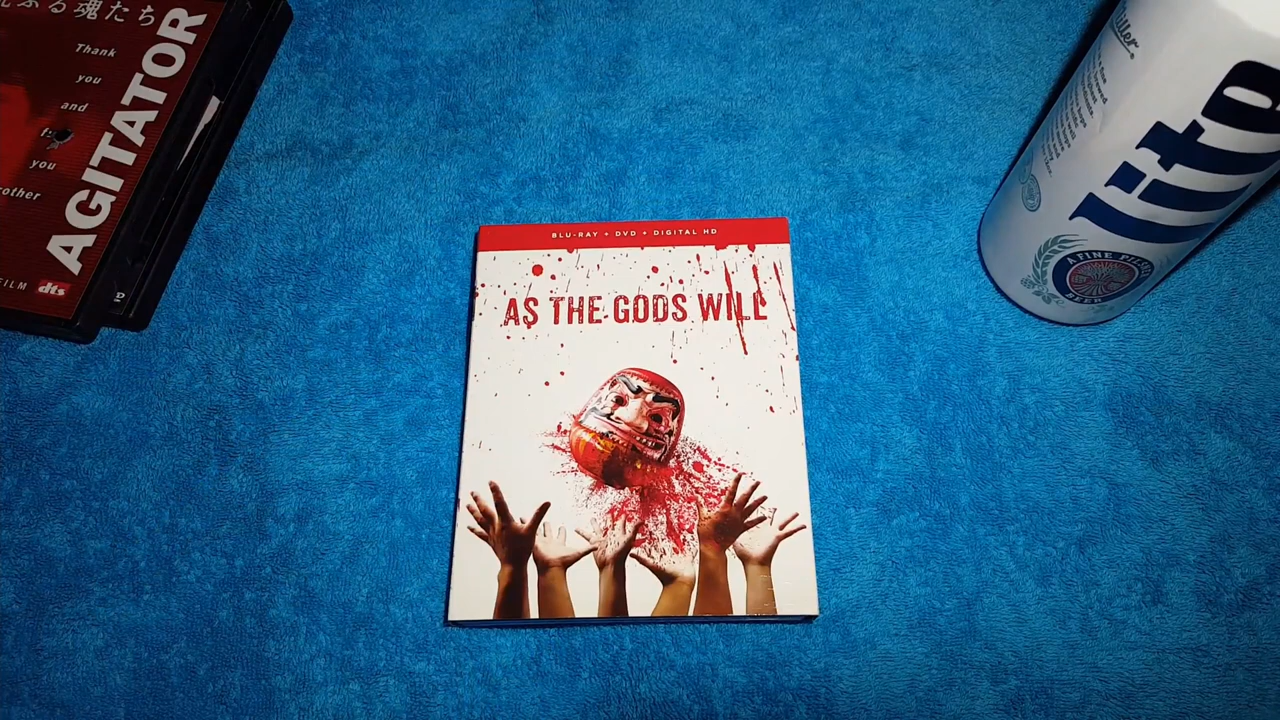 る魂たち
Thank
you
and
you
other
AGITATOR
FILM
dts
BLU-RAY + DVD + DIGITAL HD
AS THE GODS WILL
Miller
Lite
A FINE PILSNER
BEER